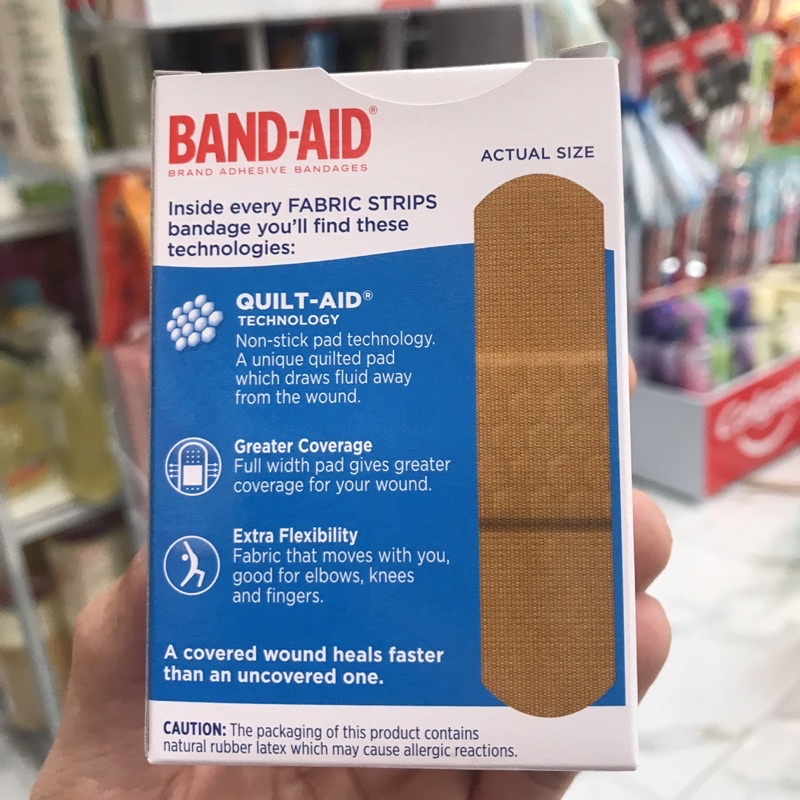 BAND-AID®
BRAND ADHESIVE BANDAGES
ACTUAL SIZE
Inside every FABRIC STRIPS
bandage you'll find these
technologies:
QUILT-AID®
TECHNOLOGY
Non-stick pad technology.
A unique quilted pad
which draws fluid away
from the wound.
Greater Coverage
Full width pad gives greater
coverage for your wound.
Extra Flexibility
Fabric that moves with you,
good for elbows, knees
and fingers.
A covered wound heals faster
than an uncovered one.
CAUTION: The packaging of this product contains
natural rubber latex which may cause allergic reactions.
Colgate